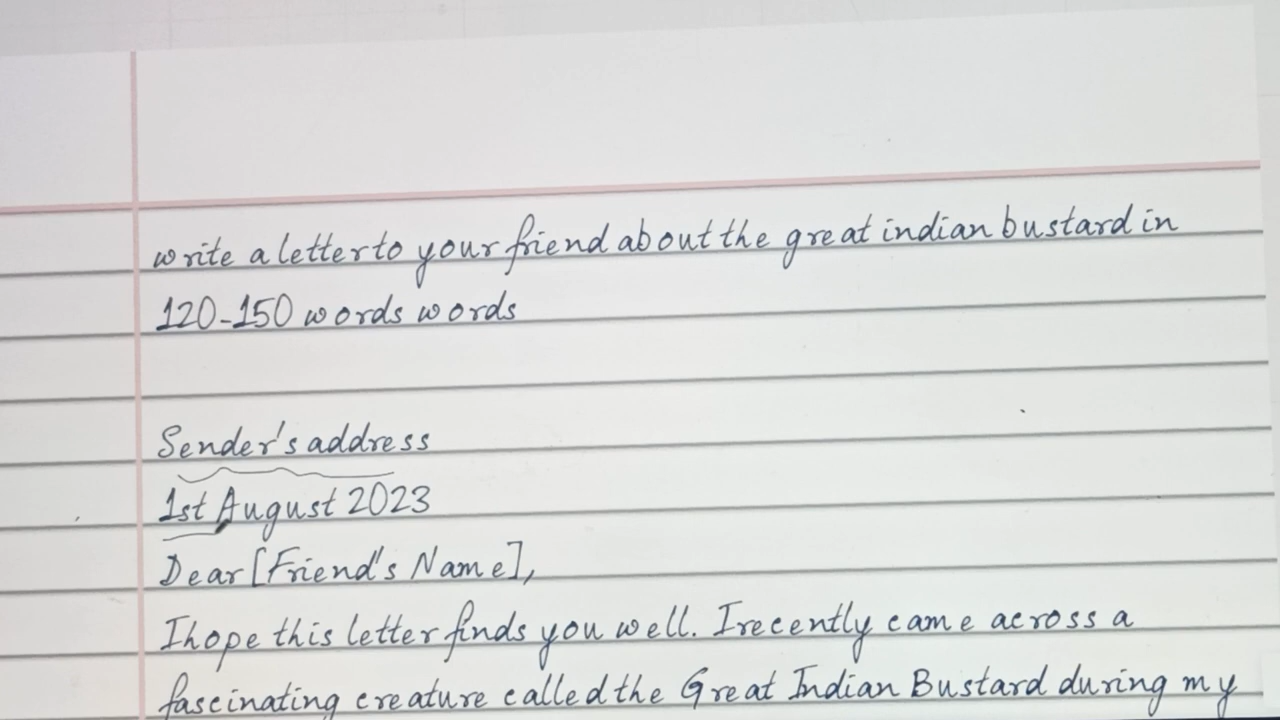 write a letter to your friend about the great indian bustard in
120-150 words words
Sender's address
1st August 2023
Dear [Friend's Name],
I hope this letter finds you well. I recently came across a
fascinating creature called the Great Indian Bustard during my